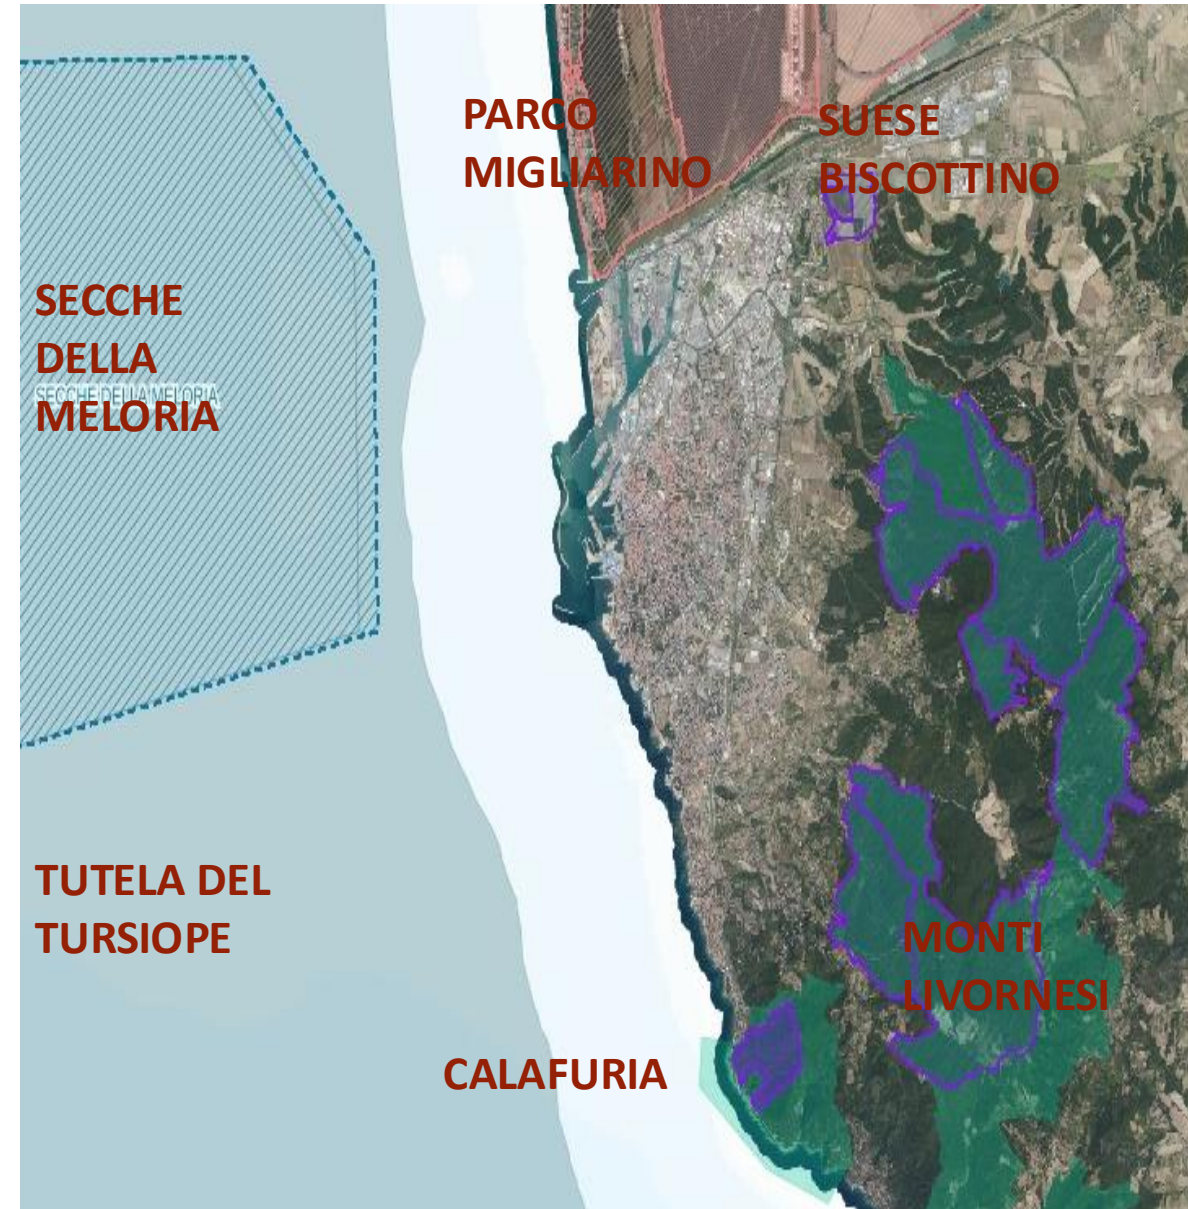 PARCO
MIGLIARINO
SUESE
BISCOTTINO
SECCHE
DELLA
SECCHE DELLA MELORIA
MELORIA
TUTELA DEL
TURSIOPE
MONTI
LIVORNESI
CALAFURIA